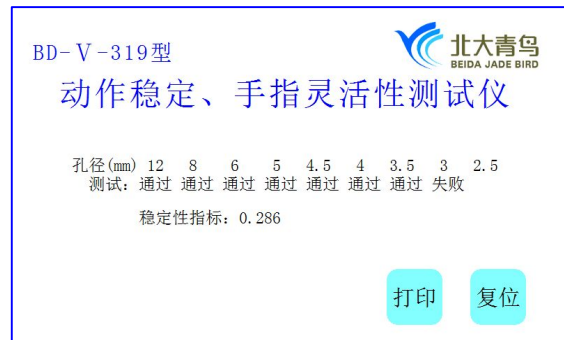 BD-Ⅴ-319型
北大青鸟
BEIDA JADE BIRD
动作稳定、手指灵活性测试仪
孔径(mm) 12 8 6 5 4.5 4 3.5 3 2.5
测试: 通过 通过 通过 通过 通过 通过 通过 失败
稳定性指标: 0.286
打印 复位